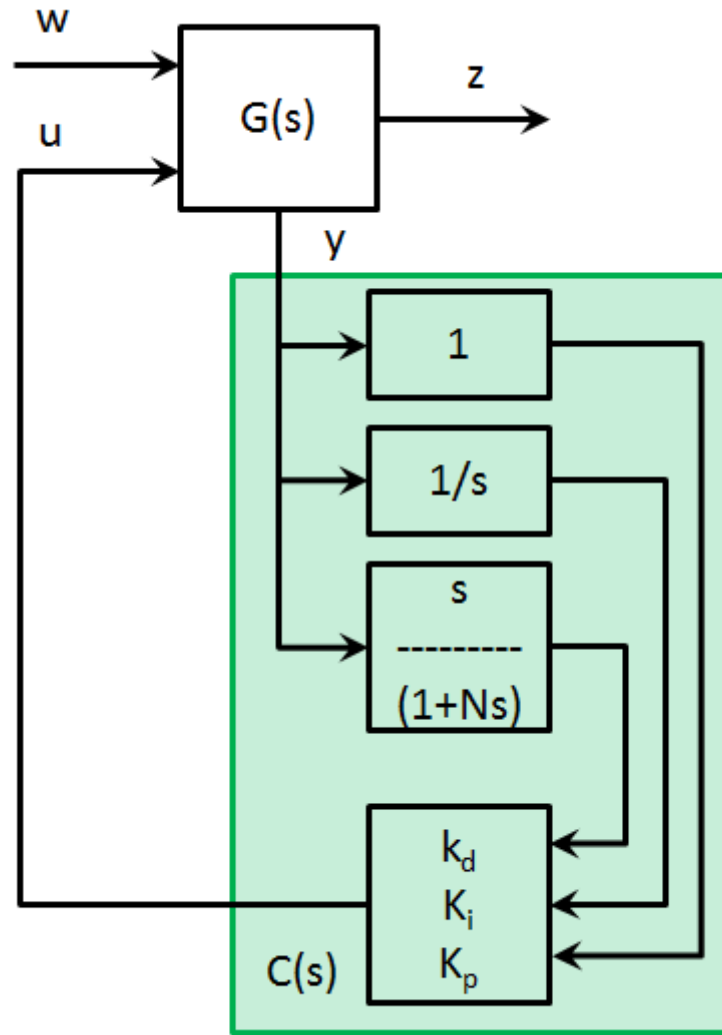 w
z
G(s)
u
y
1
1/s
s
---------
(1+Ns)
k_d
K_i
K_p
C(s)